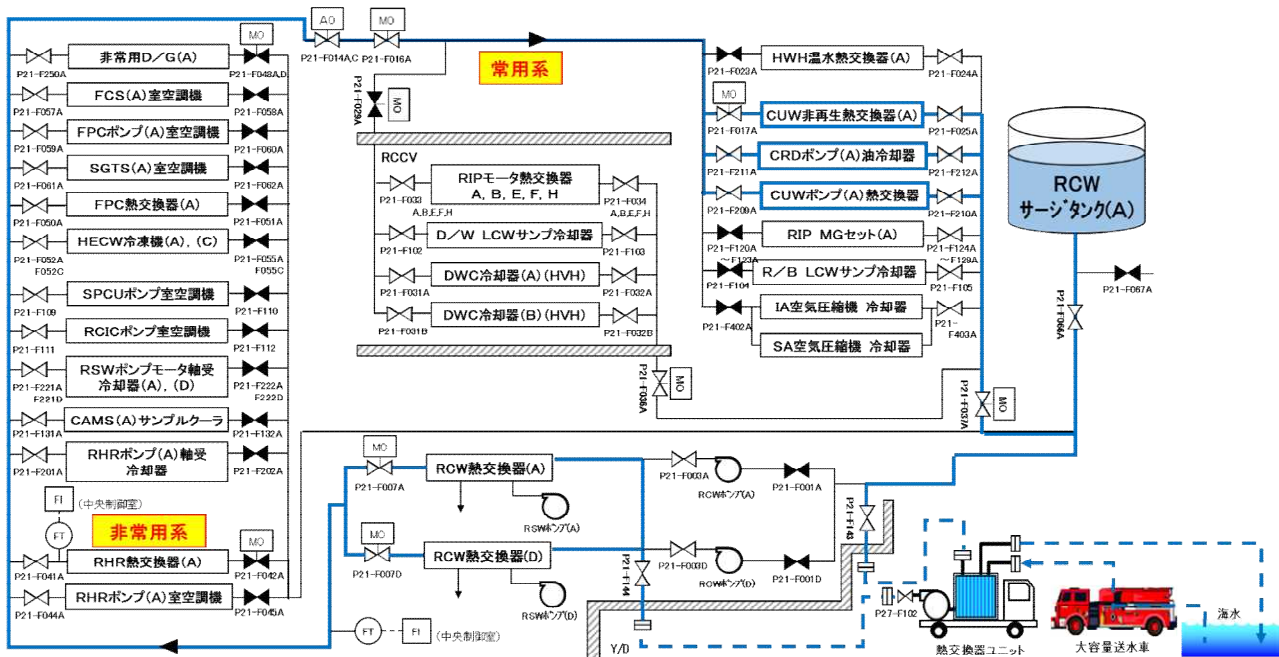 AO
MO
P21-F014A,C
P21-F016A
常用系
P21-F029A
MO
非常用D/G(A)
MO
P21-F250A
P21-F048A,D
FCS(A)室空調機
P21-F057A
P21-F058A
FPCポンプ(A)室空調機
P21-F059A
P21-F060A
SGTS(A)室空調機
P21-F061A
P21-F062A
FPC熱交換器(A)
P21-F050A
P21-F051A
HECW冷凍機(A), (C)
P21-F052A
F052C
P21-F055A
F055C
SPCUポンプ室空調機
P21-F109
P21-F110
RCICポンプ室空調機
P21-F111
P21-F112
RSWポンプモータ軸受
冷却器(A), (D)
P21-F221A
F221D
P21-F222A
F222D
CAMS(A)サンプルクーラ
P21-F131A
P21-F132A
RHRポンプ(A)軸受
冷却器
P21-F201A
P21-F202A
FI
(中央制御室)
FT
非常用系
MO
RHR熱交換器(A)
P21-F041A
P21-F042A
RHRポンプ(A)室空調機
P21-F044A
P21-F045A
RCCV
RIPモータ熱交換器
A, B, E, F, H
P21-F033
A,B,E,F,H
P21-F034
A,B,E,F,H
D/W LCWサンプ冷却器
P21-F102
P21-F103
DWC冷却器(A)(HVH)
P21-F031A
P21-F032A
DWC冷却器(B)(HVH)
P21-F031B
P21-F032B
P21-F036A
MO
HWH温水熱交換器(A)
P21-F023A
P21-F024A
MO
CUW非再生熱交換器(A)
P21-F017A
P21-F025A
CRDポンプ(A)油冷却器
P21-F211A
P21-F212A
CUWポンプ(A)熱交換器
P21-F209A
P21-F210A
RIP MGセット(A)
P21-F120A
~F123A
P21-F124A
~F129A
R/B LCWサンプ冷却器
P21-F104
P21-F105
IA空気圧縮機 冷却器
P21-F402A
P21-
F403A
SA空気圧縮機 冷却器
P21-F037A
MO
RCW
サージタンク(A)
P21-F067A
P21-F066A
MO
P21-F007A
RCW熱交換器(A)
RSWポンプ(A)
P21-F003A
RCWポンプ(A)
P21-F001A
MO
P21-F007D
RCW熱交換器(D)
RSWポンプ(D)
P21-F003D
RCWポンプ(D)
P21-F001D
P21-F143
P21-F144
FT
FI
(中央制御室)
Y/D
P27-F102
熱交換器ユニット
大容量送水車
海水